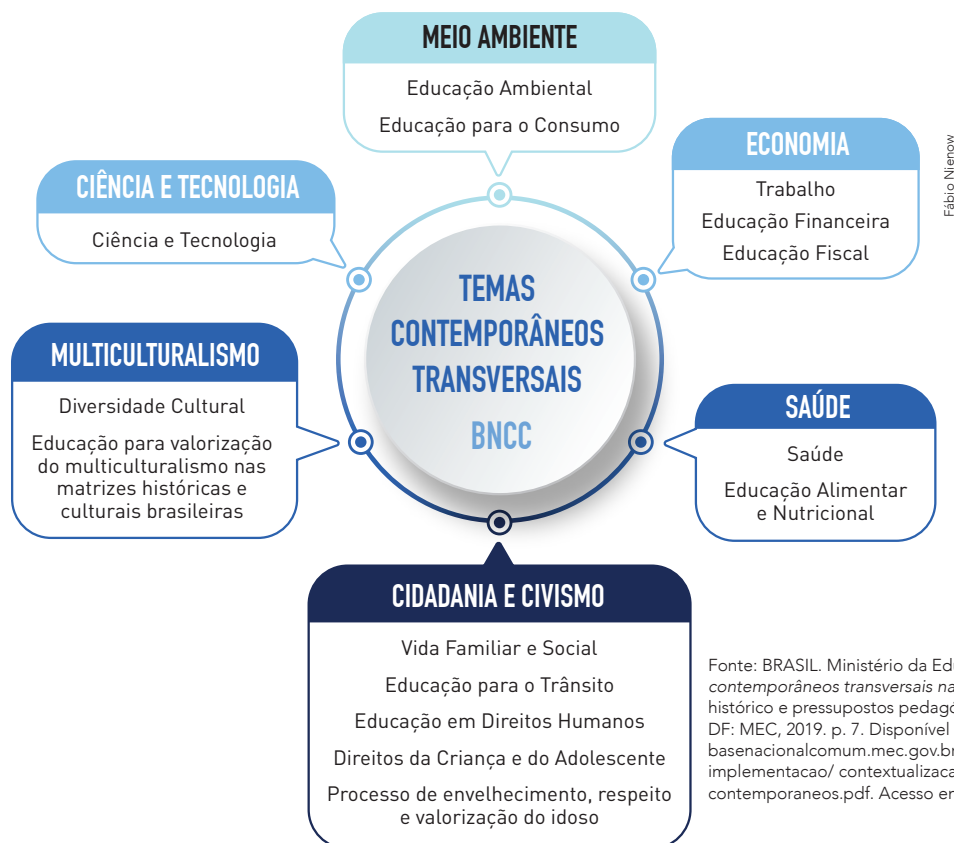 MEIO AMBIENTE
Educação Ambiental
Educação para o Consumo
ECONOMIA
Trabalho
Educação Financeira
Educação Fiscal
Fábio Nienow
CIÊNCIA E TECNOLOGIA
Ciência e Tecnologia
TEMAS
CONTEMPORÂNEOS
TRANSVERSAIS
BNCC
MULTICULTURALISMO
Diversidade Cultural
Educação para valorização
do multiculturalismo nas
matrizes históricas e
culturais brasileiras
SAÚDE
Saúde
Educação Alimentar
e Nutricional
CIDADANIA E CIVISMO
Vida Familiar e Social
Educação para o Trânsito
Educação em Direitos Humanos
Direitos da Criança e do Adolescente
Processo de envelhecimento, respeito
e valorização do idoso
Fonte: BRASIL. Ministério da
contemporâneos transversais
histórico e pressupostos
DF: MEC, 2019. p. 7. Disponível
basenacionalcomum.mec.gov.br
implementacao/
contemporaneos.pdf. Acesso